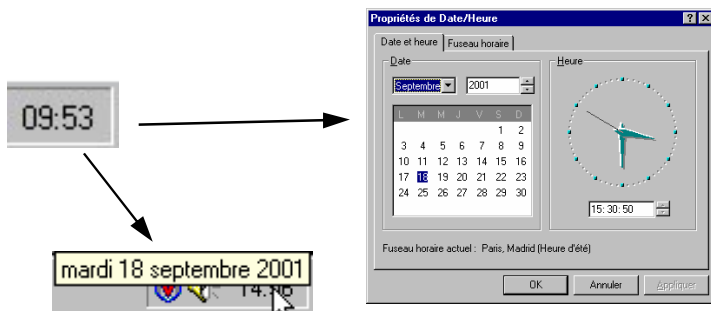 Propriétés de Date/Heure
Date et heure Fuseau horaire
Date
Heure
Septembre 2001
L M M J V S D
1 2
3 4 5 6 7 8 9
10 11 12 13 14 15 16
17 18 19 20 21 22 23
24 25 26 27 28 29 30
15: 30: 50
Fuseau horaire actuel : Paris, Madrid (Heure d'été)
OK Annuler Appliquer
09:53
mardi 18 septembre 2001